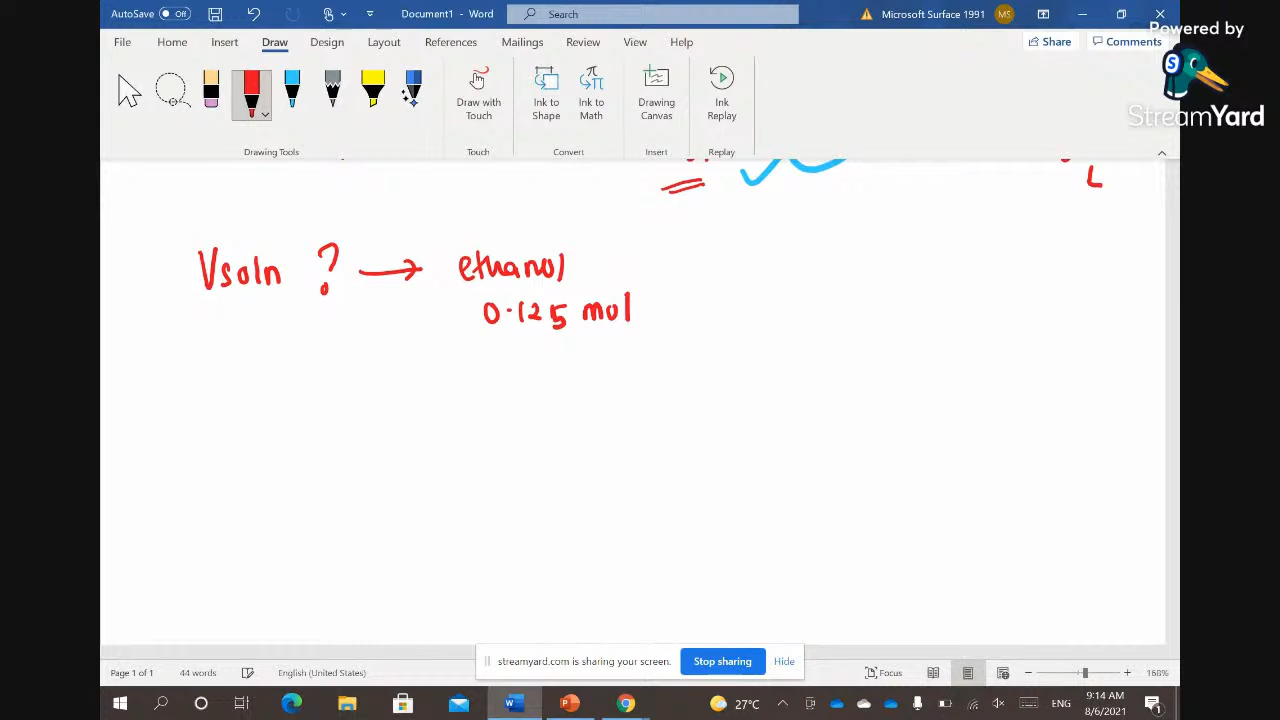 AutoSave Off Document1 - Word Search Microsoft Surface 1991 MS
File Home Insert Draw Design Layout References Mailings Review View Help Share Comments
Powered by
StreamYard
Draw with Touch Ink to Shape Ink to Math Drawing Canvas Ink Replay
Drawing Tools Touch Convert Insert Replay
L
Vsoln ? → ethanol
0.125 mol
streamyard.com is sharing your screen. Stop sharing Hide
Page 1 of 1 44 words English (United States) Focus 168%
27°C ENG 9:14 AM
8/6/2021 1